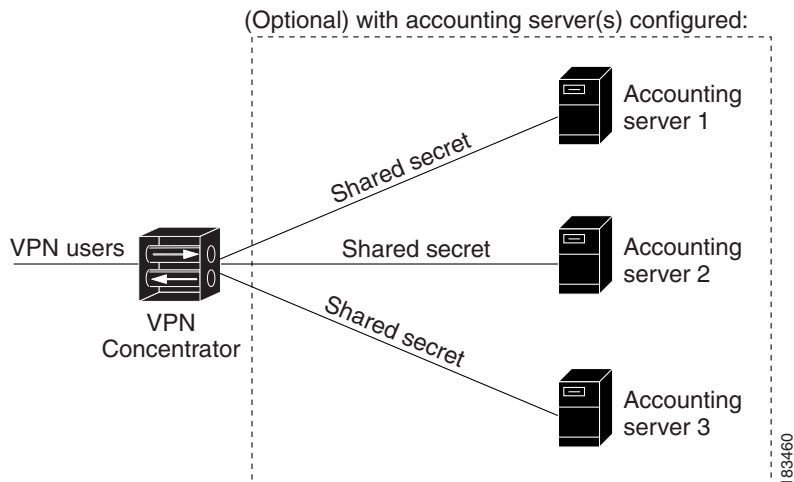 (Optional) with accounting server(s) configured:
Accounting
server 1
Shared secret
VPN users
Shared secret
Accounting
server 2
VPN
Concentrator
Shared secret
Accounting
server 3
183460